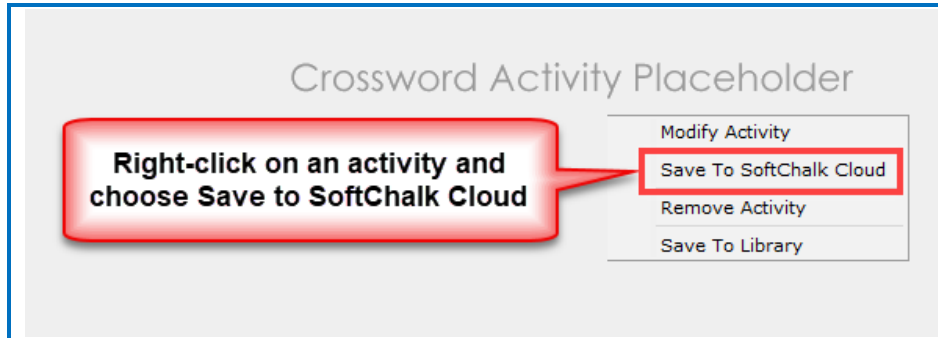 Crossword Activity Placeholder
Modify Activity
Right-click on an activity and
choose Save to SoftChalk Cloud
Save To SoftChalk Cloud
Remove Activity
Save To Library